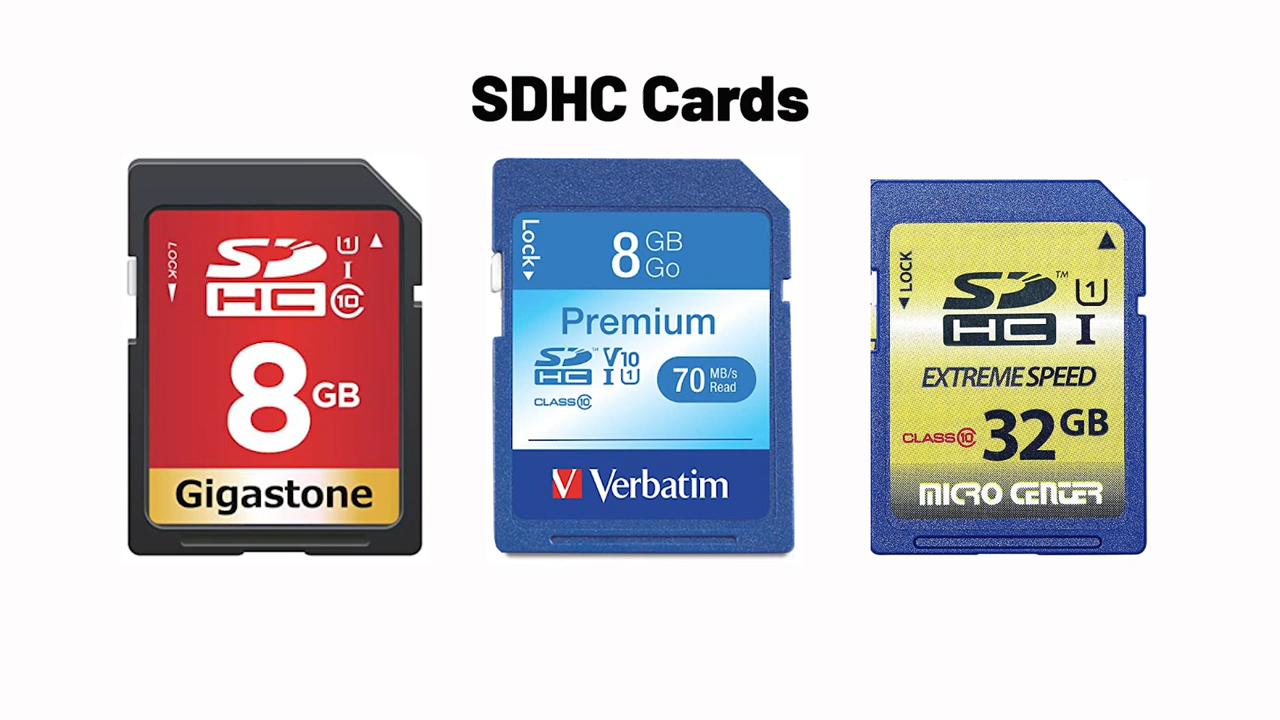 SDHC Cards
LOCK
SD
HC
1
I
10
8GB
Gigastone
Lock
8 GB
Go
Premium
SD
HC
V10
I 1
CLASS 10
70 MB/s
Read
Verbatim
LOCK
SD™
HC
1
I
EXTREME SPEED
CLASS 10 32GB
MICRO CENTER